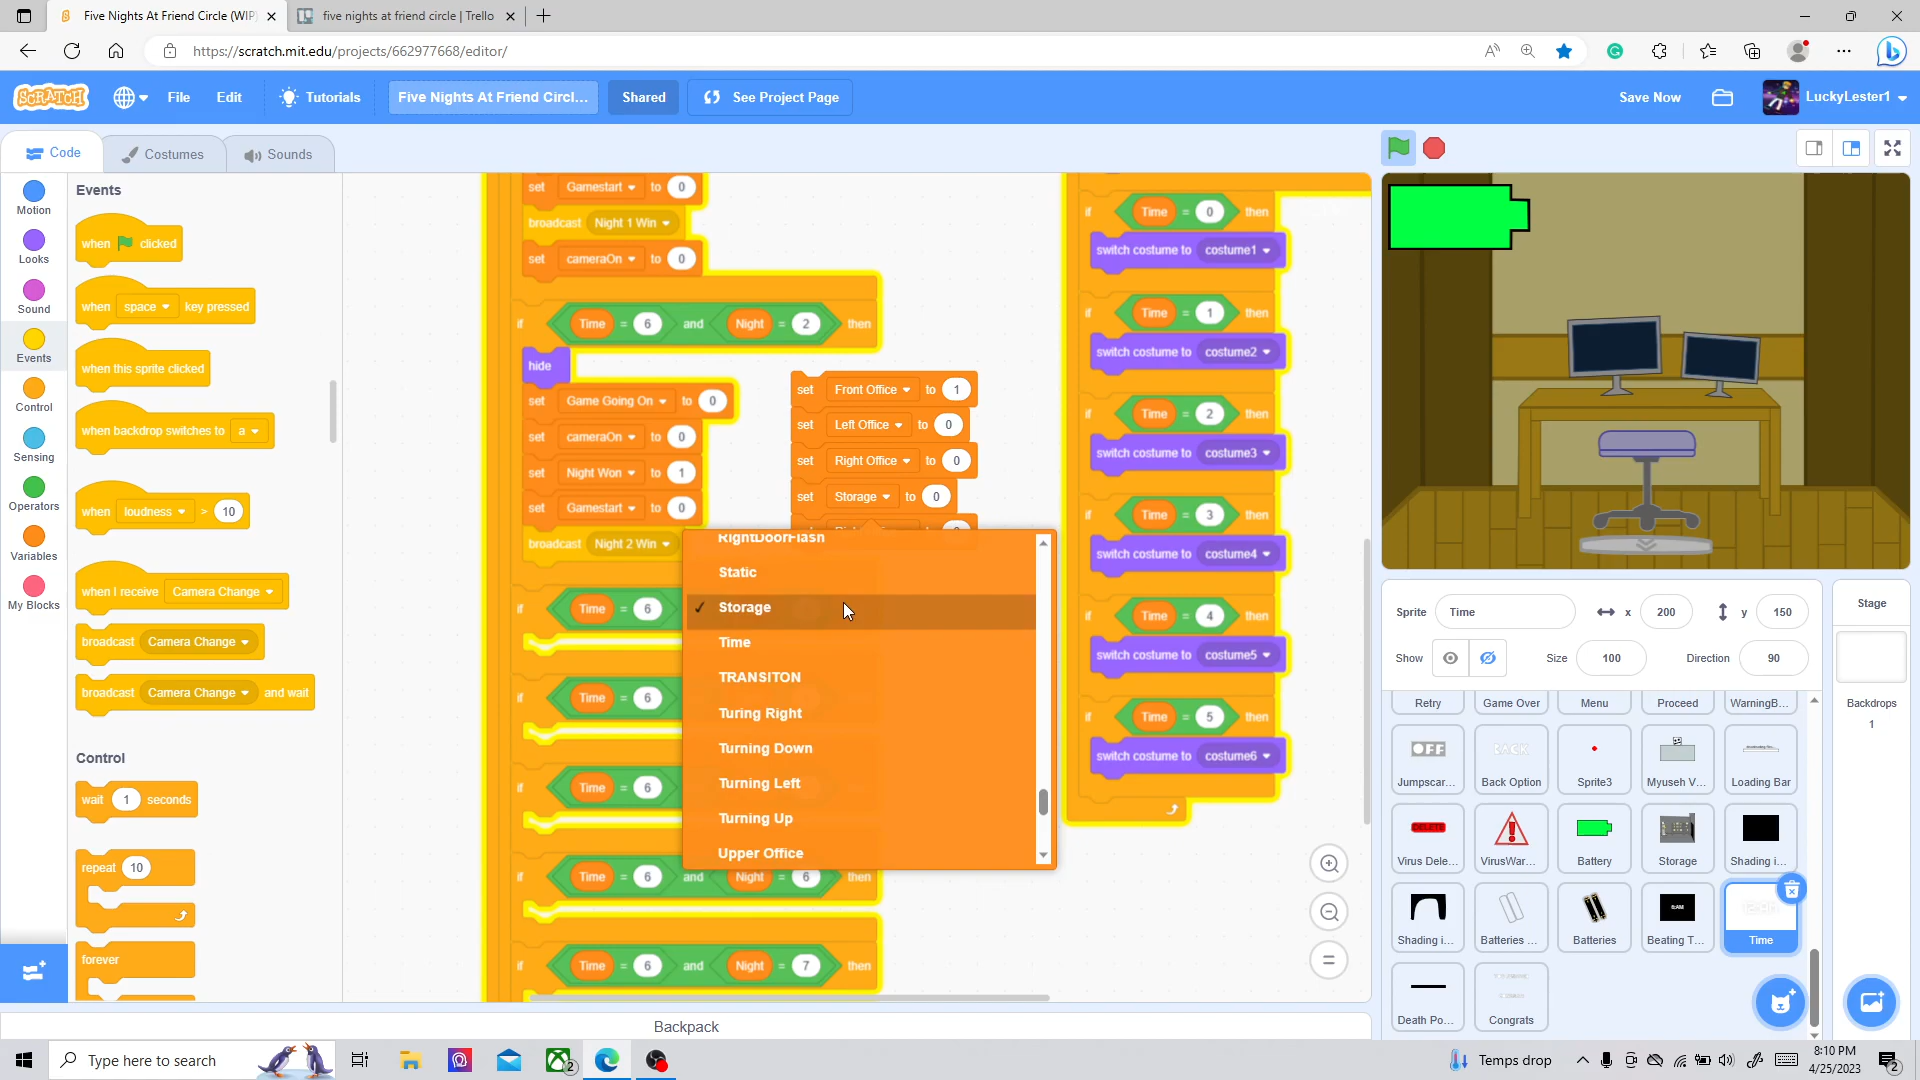 Five Nights At Friend Circle (WIP
five nights at friend circle | Trello
https://scratch.mit.edu/projects/662977668/editor/
SCRATCH
File
Edit
Tutorials
Five Nights At Friend Circl...
Shared
See Project Page
Save Now
LuckyLester1
Code
Costumes
Sounds
Motion
Looks
Sound
Events
Control
Sensing
Operators
Variables
My Blocks
Events
when clicked
when space key pressed
when this sprite clicked
when backdrop switches to a
when loudness > 10
when I receive Camera Change
broadcast Camera Change
broadcast Camera Change and wait
Control
wait 1 seconds
repeat 10
forever
set Gamestart to 0
broadcast Night 1 Win
set cameraOn to 0
if Time = 6 and Night = 2 then
hide
set Game Going On to 0
set cameraOn to 0
set Night Won to 1
set Gamestart to 0
broadcast Night 2 Win
if Time = 6
if Time = 6
if Time = 6
if Time = 6 and Night = 6 then
if Time = 6 and Night = 7 then
set Front Office to 1
set Left Office to 0
set Right Office to 0
set Storage to 0
RightDoorFlash
Static
✓ Storage
Time
TRANSITON
Turing Right
Turning Down
Turning Left
Turning Up
Upper Office
if Time = 0 then
switch costume to costume1
if Time = 1 then
switch costume to costume2
if Time = 2 then
switch costume to costume3
if Time = 3 then
switch costume to costume4
if Time = 4 then
switch costume to costume5
if Time = 5 then
switch costume to costume6
Backpack
Sprite Time x 200 y 150
Show Size 100 Direction 90
Stage
Backdrops
1
Retry
Game Over
Menu
Proceed
WarningB...
OFF
Jumpscar...
BACK
Back Option
Sprite3
Myuseh V...
Loading Bar
DELETE
Virus Dele...
VirusWar...
Battery
Storage
Shading i...
Shading i...
Batteries ...
Batteries
6:AM
Beating T...
Time
Death Po...
Congrats
Type here to search
2
Temps drop
8:10 PM
4/25/2023
2